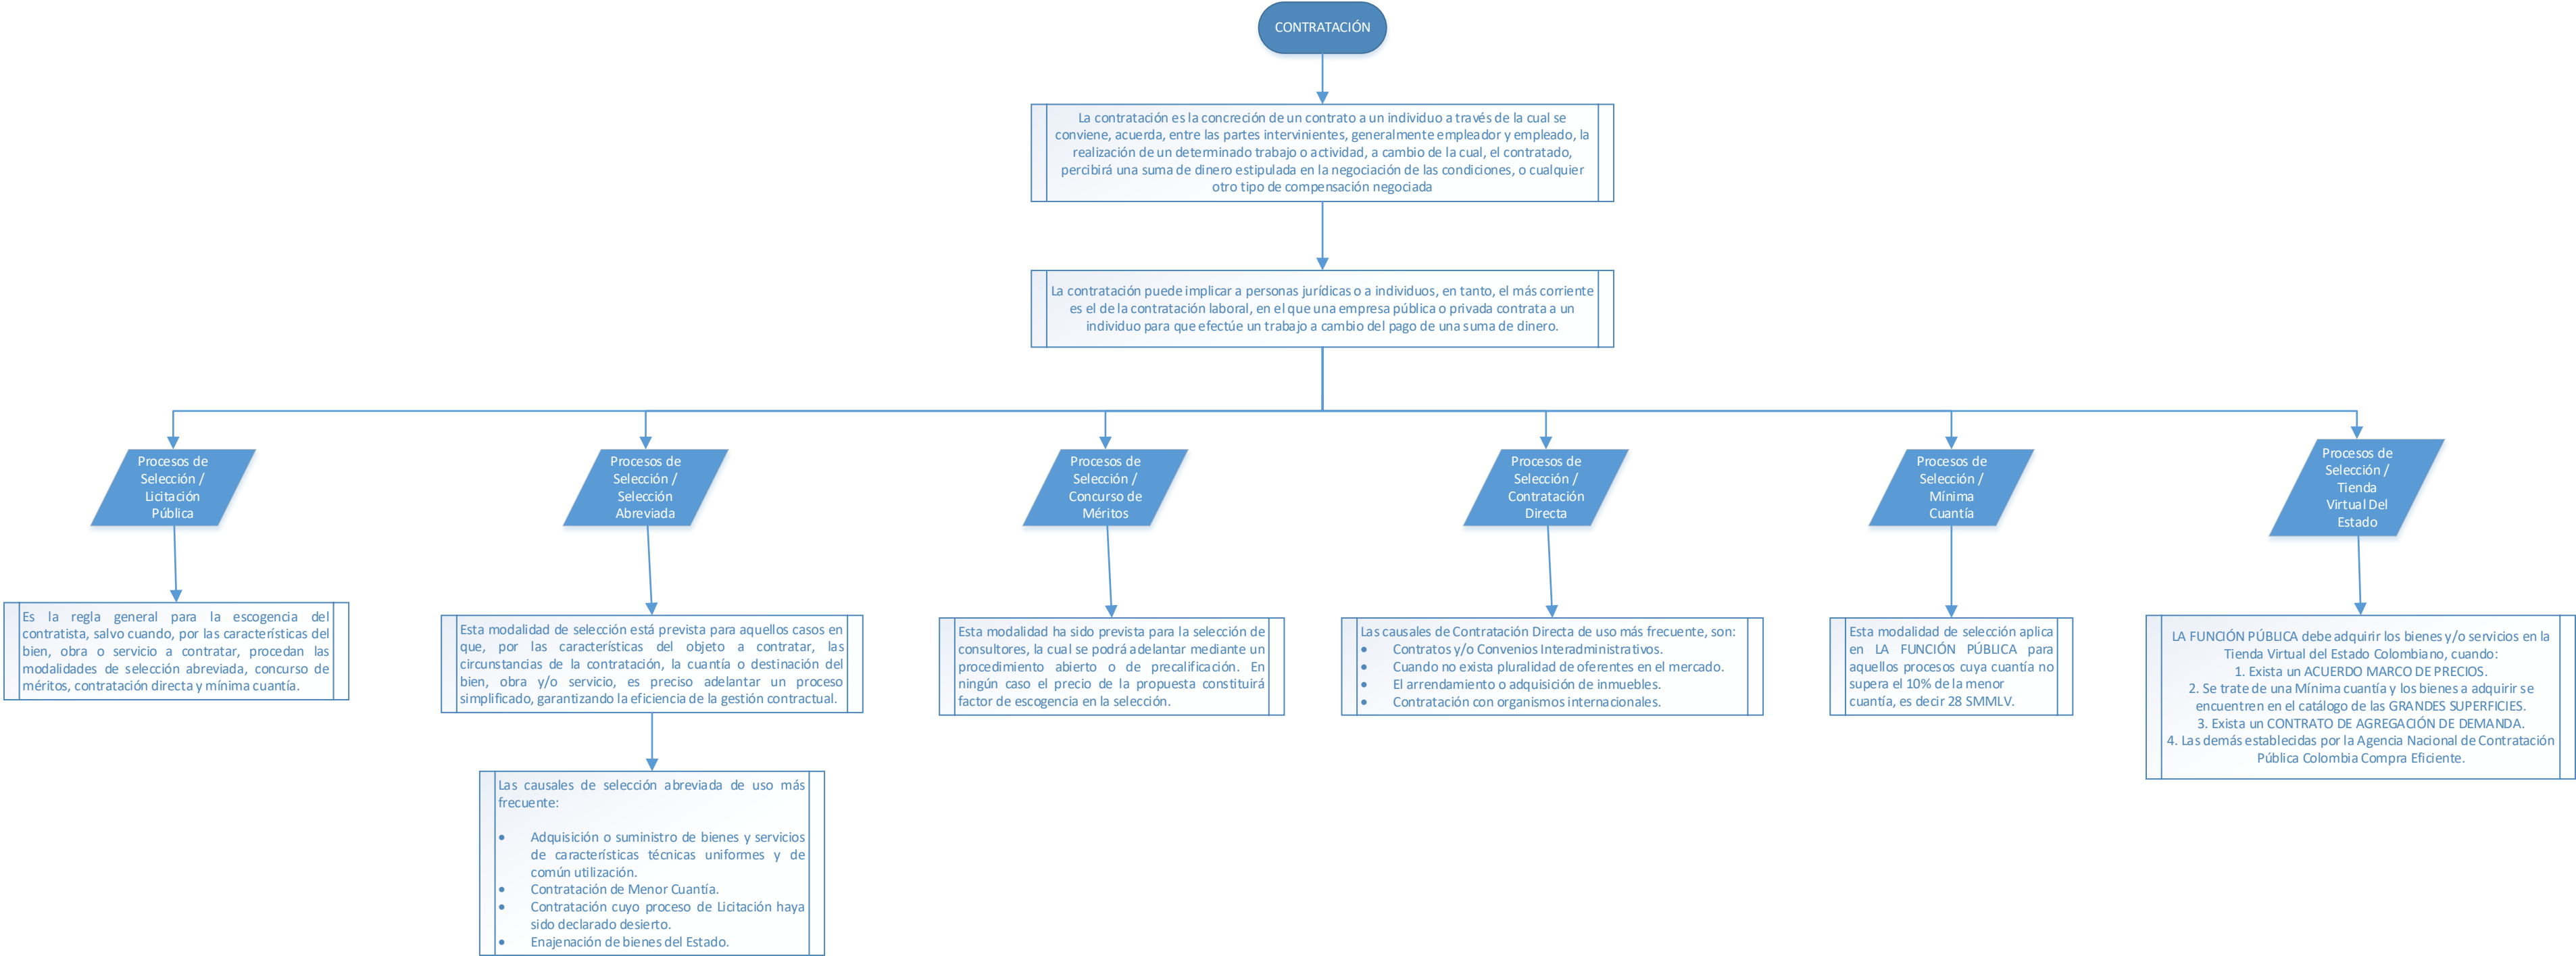 CONTRATACIÓN
La contratación es la concreción de un contrato a un individuo a través de la cual se
conviene, acuerda, entre las partes intervinientes, generalmente empleador y empleado, la
realización de un determinado trabajo o actividad, a cambio de la cual, el contratado,
percibirá una suma de dinero estipulada en la negociación de las condiciones, o cualquier
otro tipo de compensación negociada
La contratación puede implicar a personas jurídicas o a individuos, en tanto, el más corriente
es el de la contratación laboral, en el que una empresa pública o privada contrata a un
individuo para que efectúe un trabajo a cambio del pago de una suma de dinero.
Procesos de
Selección /
Licitación
Pública
Procesos de
Selección /
Selección
Abreviada
Procesos de
Selección /
Concurso de
Méritos
Procesos de
Selección /
Contratación
Directa
Procesos de
Selección /
Mínima
Cuantía
Procesos de
Selección /
Tienda
Virtual Del
Estado
Es la regla general para la escogencia del
contratista, salvo cuando, por las características del
bien, obra o servicio a contratar, procedan las
modalidades de selección abreviada, concurso de
méritos, contratación directa y mínima cuantía.
Esta modalidad de selección está prevista para aquellos casos en
que, por las características del objeto a contratar, las
circunstancias de la contratación, la cuantía o destinación del
bien, obra y/o servicio, es preciso adelantar un proceso
simplificado, garantizando la eficiencia de la gestión contractual.
Esta modalidad ha sido prevista para la selección de
consultores, la cual se podrá adelantar mediante un
procedimiento abierto o de precalificación. En
ningún caso el precio de la propuesta constituirá
factor de escogencia en la selección.
Las causales de Contratación Directa de uso más frecuente, son:
• Contratos y/o Convenios Interadministrativos.
• Cuando no exista pluralidad de oferentes en el mercado.
• El arrendamiento o adquisición de inmuebles.
• Contratación con organismos internacionales.
Esta modalidad de selección aplica
en LA FUNCIÓN PÚBLICA para
aquellos procesos cuya cuantía no
supera el 10% de la menor
cuantía, es decir 28 SMMLV.
LA FUNCIÓN PÚBLICA debe adquirir los bienes y/o servicios en la
Tienda Virtual del Estado Colombiano, cuando:
1. Exista un ACUERDO MARCO DE PRECIOS.
2. Se trate de una Mínima cuantía y los bienes a adquirir se
encuentren en el catálogo de las GRANDES SUPERFICIES.
3. Exista un CONTRATO DE AGREGACIÓN DE DEMANDA.
4. Las demás establecidas por la Agencia Nacional de Contratación
Pública Colombia Compra Eficiente.
Las causales de selección abreviada de uso más
frecuente:
• Adquisición o suministro de bienes y servicios
de características técnicas uniformes y de
común utilización.
• Contratación de Menor Cuantía.
• Contratación cuyo proceso de Licitación haya
sido declarado desierto.
• Enajenación de bienes del Estado.